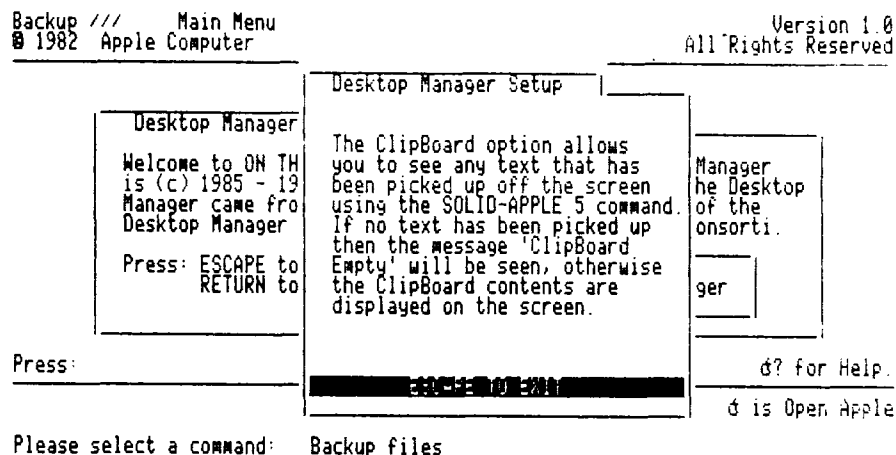 Backup /// Main Menu Version 1.0
© 1982 Apple Computer All Rights Reserved
Desktop Manager Setup
The ClipBoard option allows
you to see any text that has
been picked up off the screen
using the SOLID-APPLE 5 command.
If no text has been picked up
then the message 'ClipBoard
Empty' will be seen, otherwise
the ClipBoard contents are
displayed on the screen.
ESCAPE TO EXIT
Desktop Manager
Welcome to ON TH
is (c) 1985 - 19
Manager came fro
Desktop Manager
Press: ESCAPE to
RETURN to
Manager
he Desktop
of the
onsorti.
ger
Press: ? for Help.
is Open Apple
Please select a command: Backup files